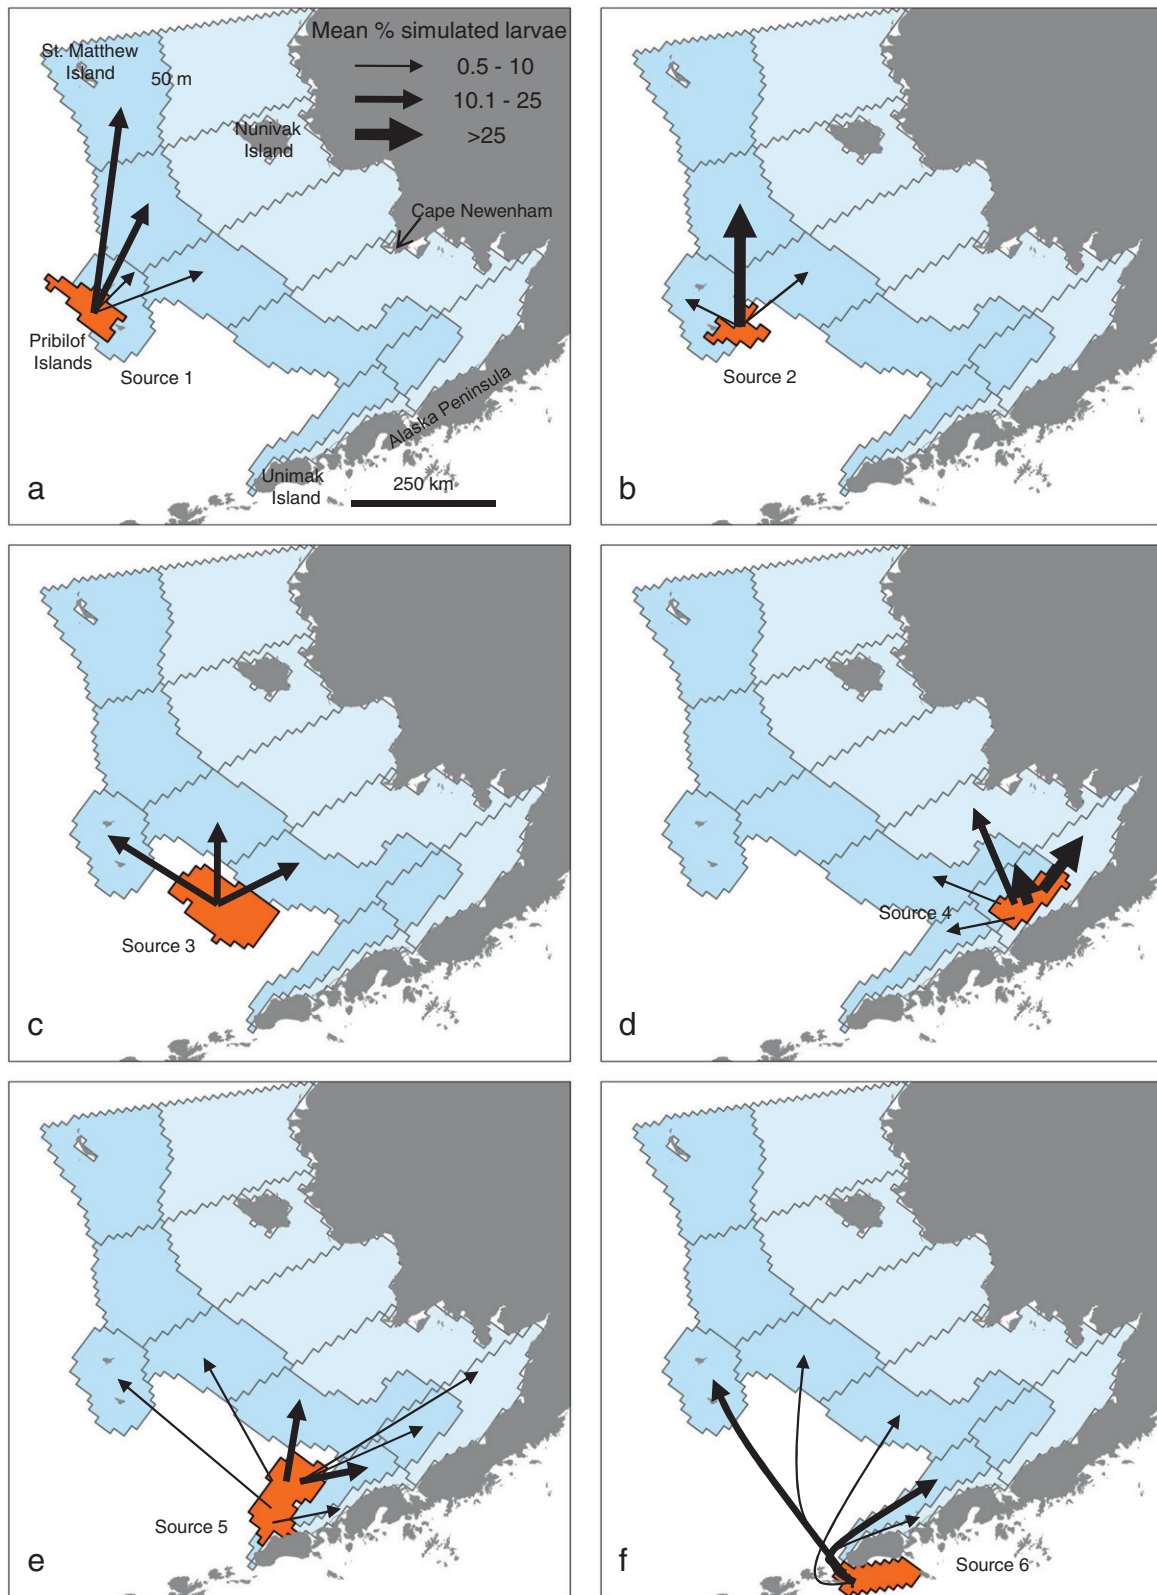 Mean % simulated larvae
0.5 - 10
10.1 - 25
>25
St. Matthew
Island
50 m
Nunivak
Island
Cape Newenham
Pribilof
Islands
Source 1
Alaska Peninsula
Unimak
Island
250 km
a
Source 2
b
Source 3
c
Source 4
d
Source 5
e
Source 6
f